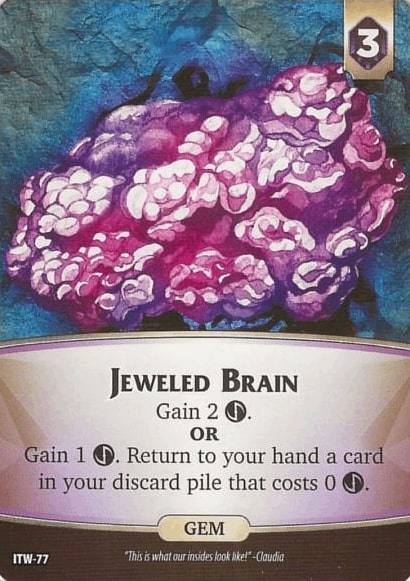 3
JEWELED BRAIN
Gain 2 .
OR
Gain 1 . Return to your hand a card
in your discard pile that costs 0 .
GEM
ITW-77
"This is what our insides look like!" -Claudia